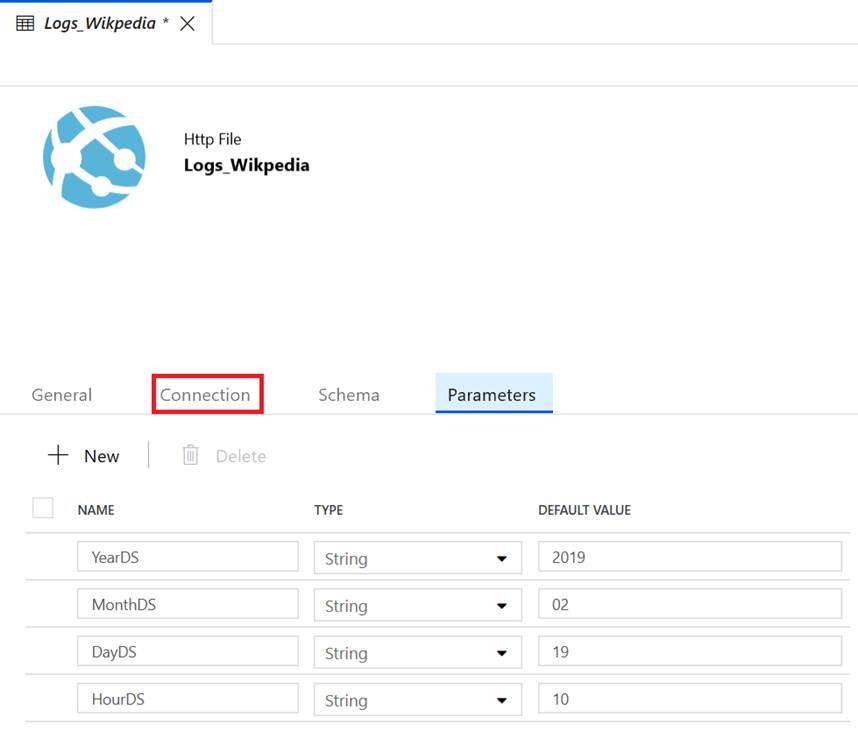 Logs_Wikpedia *
Http File
Logs_Wikpedia
General Connection Schema Parameters
New Delete
NAME TYPE DEFAULT VALUE
YearDS String 2019
MonthDS String 02
DayDS String 19
HourDS String 10